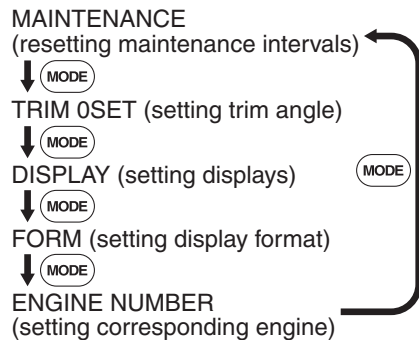 MAINTENANCE
(resetting maintenance intervals)
MODE
TRIM 0SET (setting trim angle)
MODE
DISPLAY (setting displays)
MODE
MODE
FORM (setting display format)
MODE
ENGINE NUMBER
(setting corresponding engine)